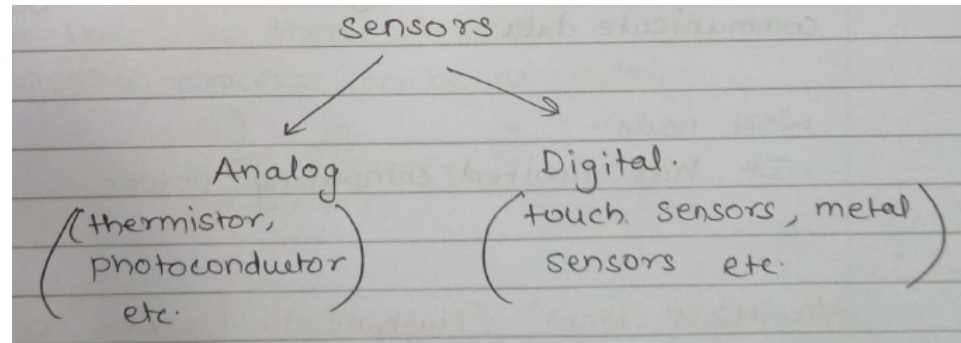 sensors
Analog
Digital.
(thermistor,
photoconductor
etc.)
(touch sensors, metal
sensors etc.)